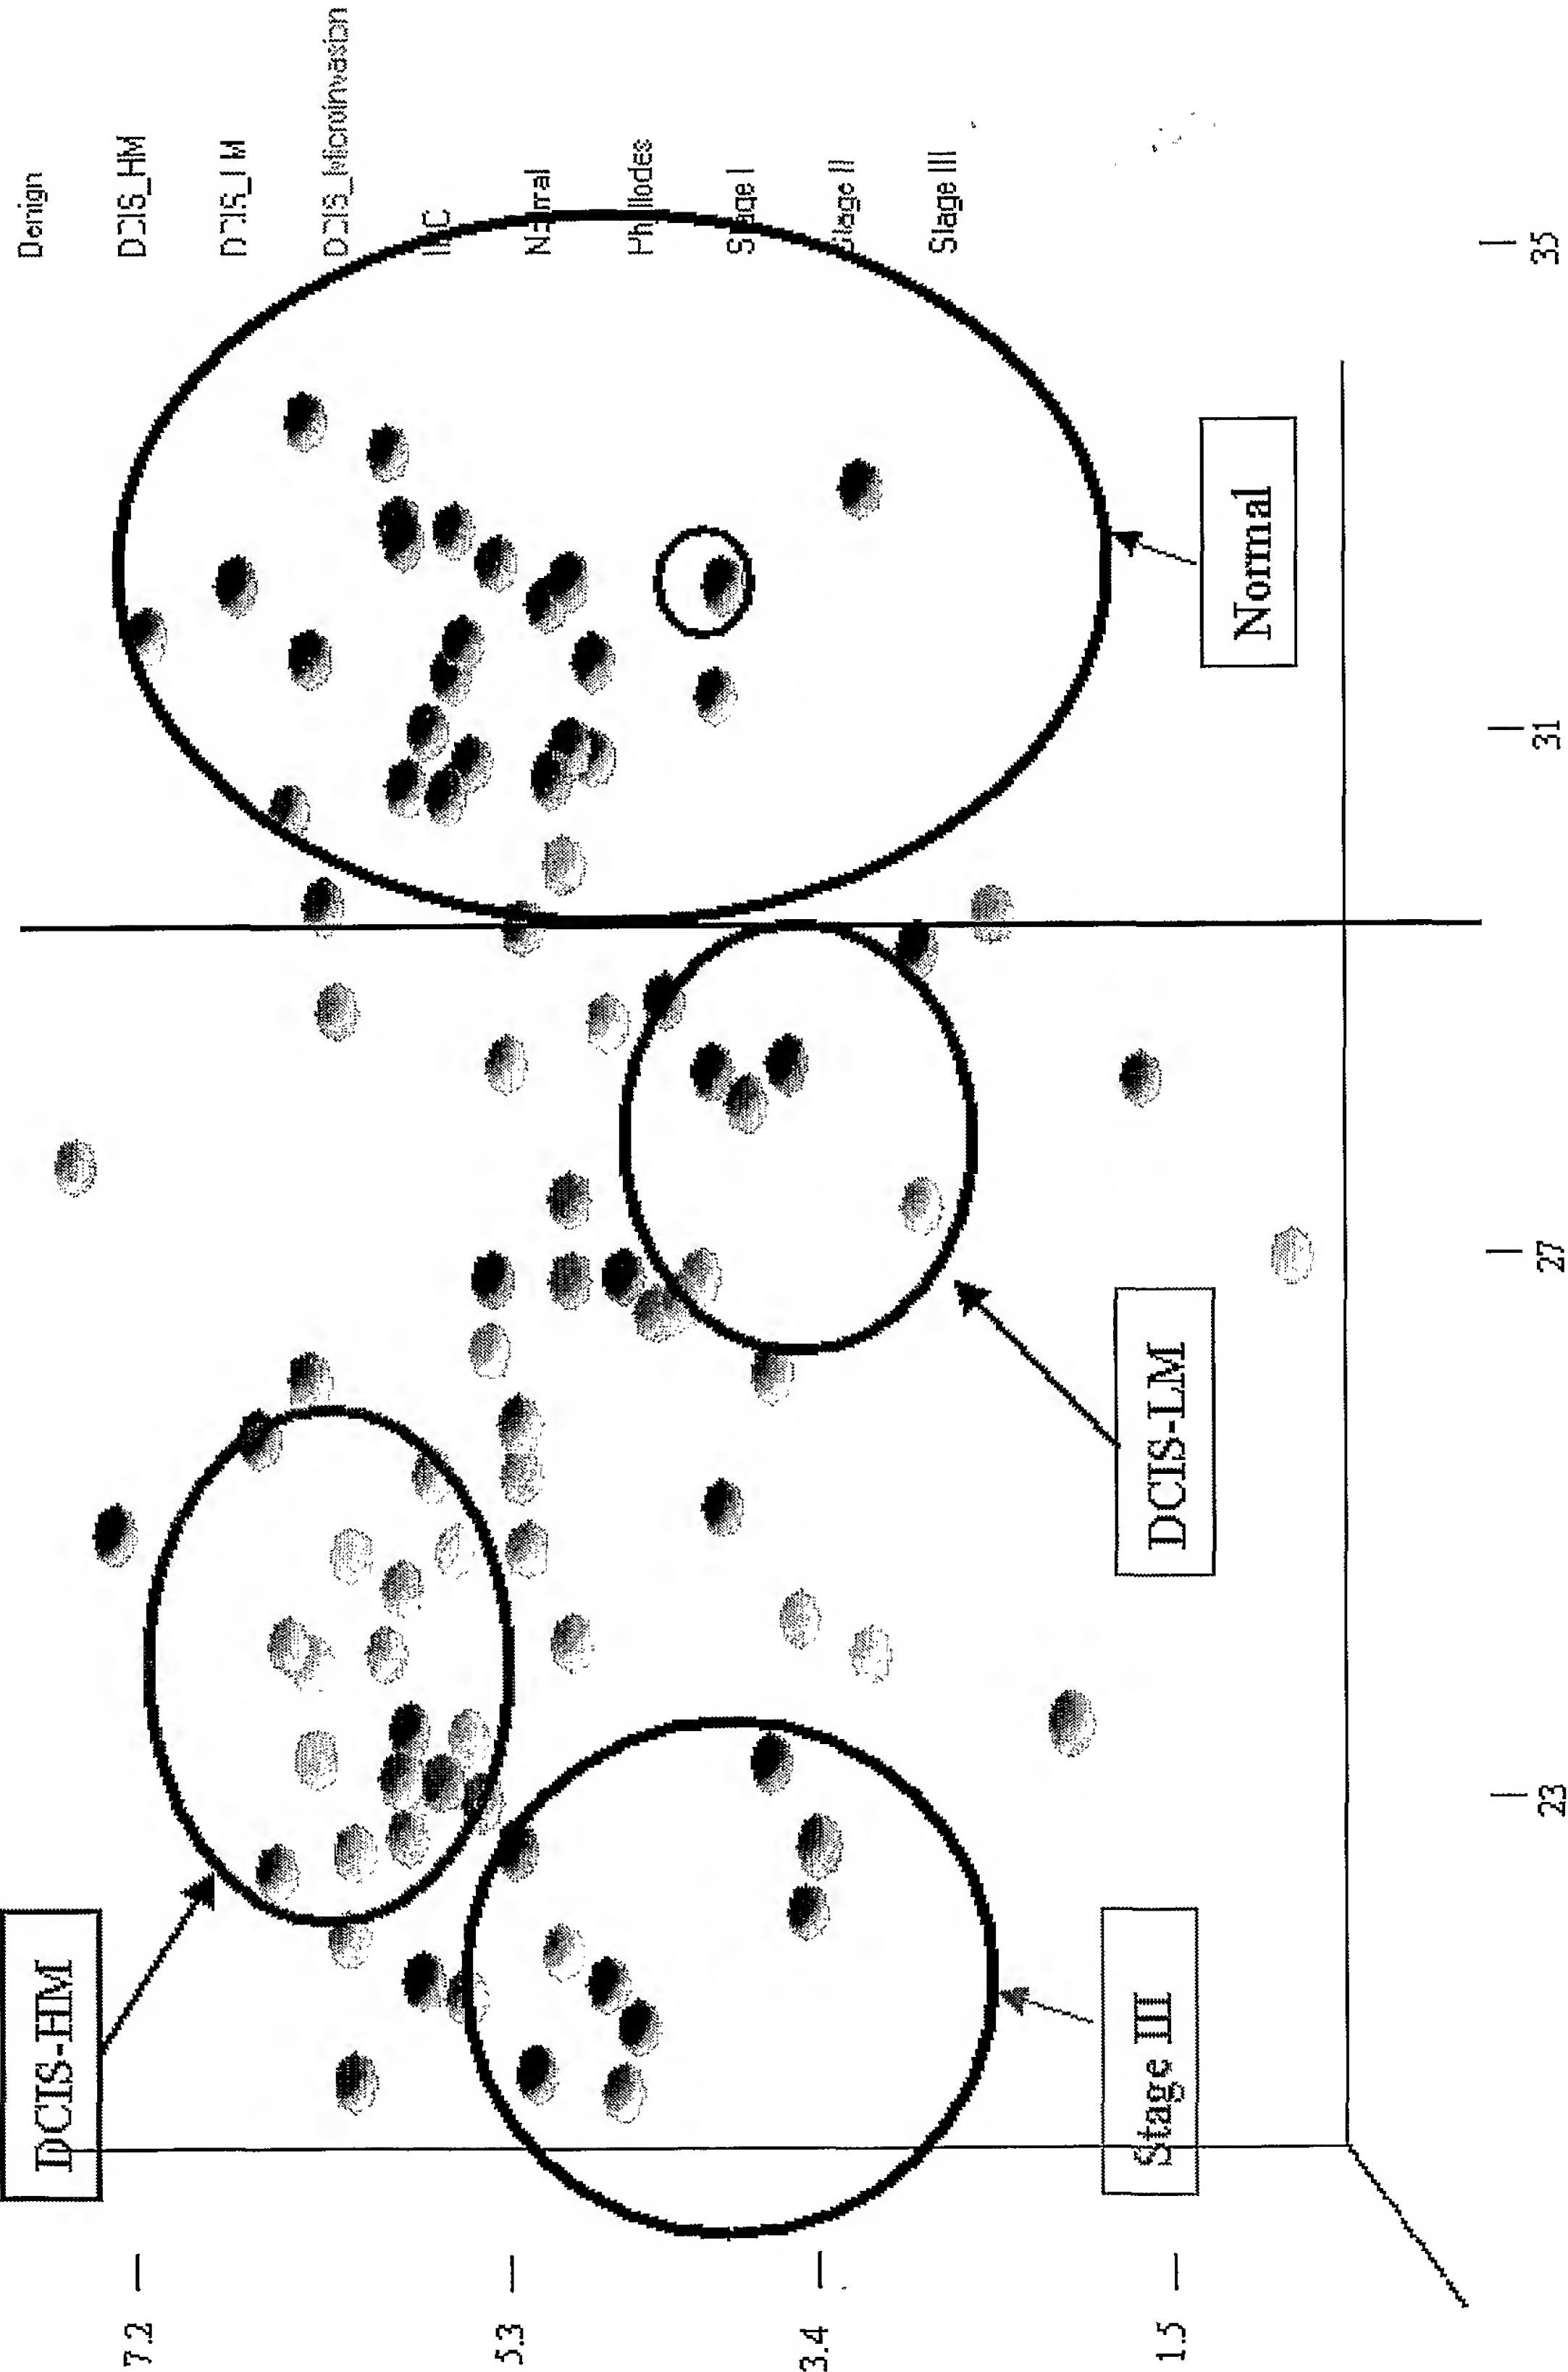 Benign
DCIS_HM
DCIS_LM
DCIS_Microinvasion
Normal
Phyllodes
Stage I
Stage II
Stage III
DCIS-HM
Normal
DCIS-LM
Stage III
7.2
5.3
3.4
1.5
23
27
31
35